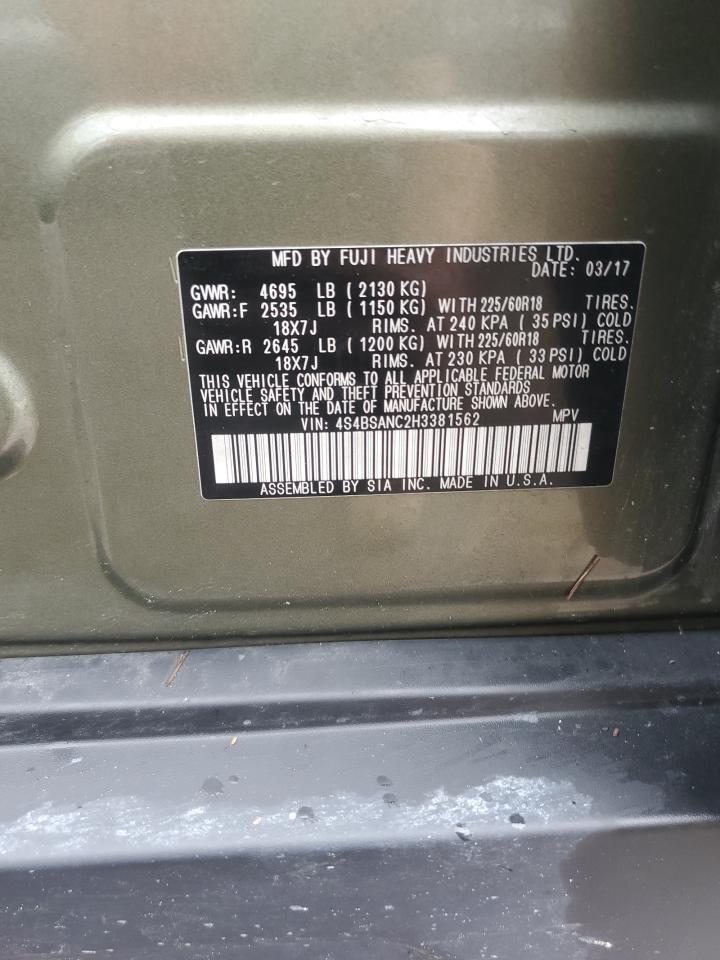 MFD BY FUJI HEAVY INDUSTRIES LTD.
DATE: 03/17
GVWR: 4695 LB ( 2130 KG)
GAWR:F 2535 LB ( 1150 KG) WITH 225/60R18 TIRES.
18X7J RIMS. AT 240 KPA ( 35 PSI) COLD
GAWR:R 2645 LB ( 1200 KG) WITH 225/60R18 TIRES.
18X7J RIMS. AT 230 KPA ( 33 PSI) COLD
THIS VEHICLE CONFORMS TO ALL APPLICABLE FEDERAL MOTOR
VEHICLE SAFETY AND THEFT PREVENTION STANDARDS
IN EFFECT ON THE DATE OF MANUFACTURE SHOWN ABOVE.
VIN: 4S4BSANC2H3381562 MPV
ASSEMBLED BY SIA INC. MADE IN U.S.A.